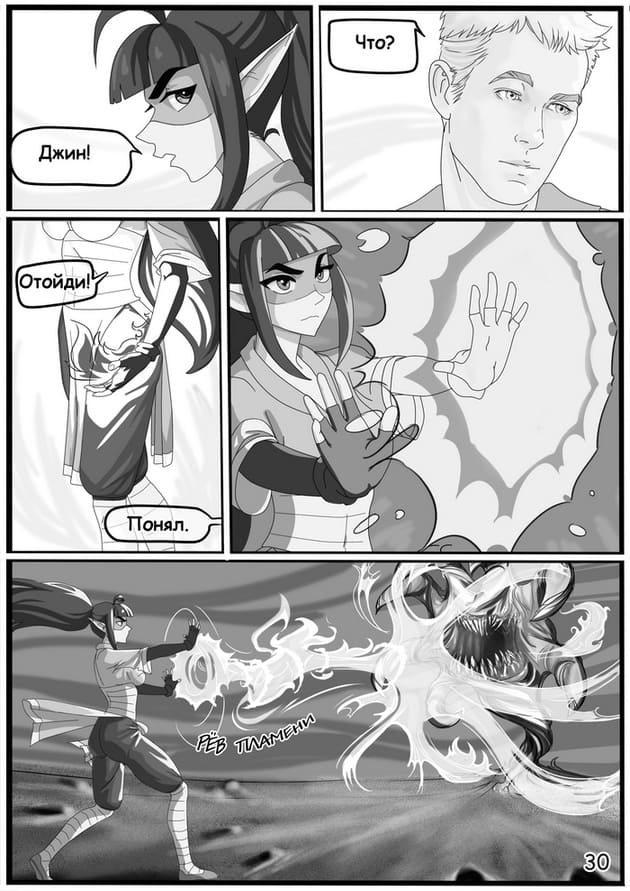 Джин!
Что?
Отойди!
Понял.
РЁВ ПЛАМЕНИ
30